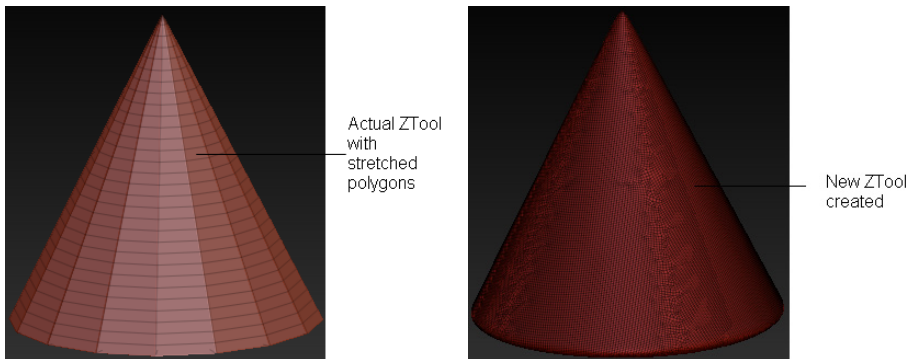 Actual ZTool
with
stretched
polygons
New ZTool
created